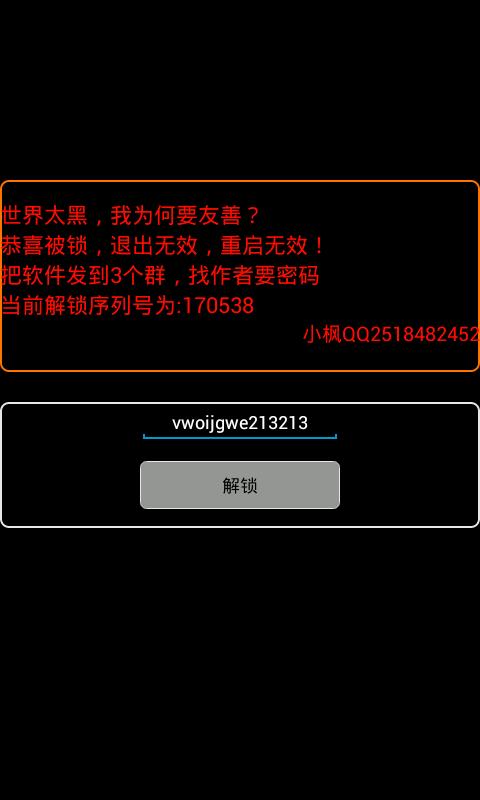 世界太黑，我为何要友善？
恭喜被锁，退出无效，重启无效！
把软件发到3个群，找作者要密码
当前解锁序列号为:170538
小枫QQ2518482452
vwoijgwe213213
解锁